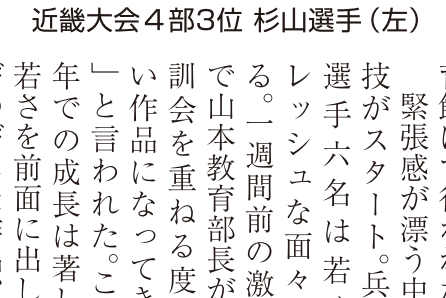 近畿大会4部3位 杉山選手（左）
緊張感が漂う中
技がスタート。兵
選手六名は若
レッシュな面々
る。一週間前の激
で山本教育部長が
訓会を重ねる度
い作品になってき
」と言われた。こ
年での成長は著し
若さを前面に出し